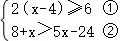 2(x-4)⩾6 ①
8+x>5x-24 ②